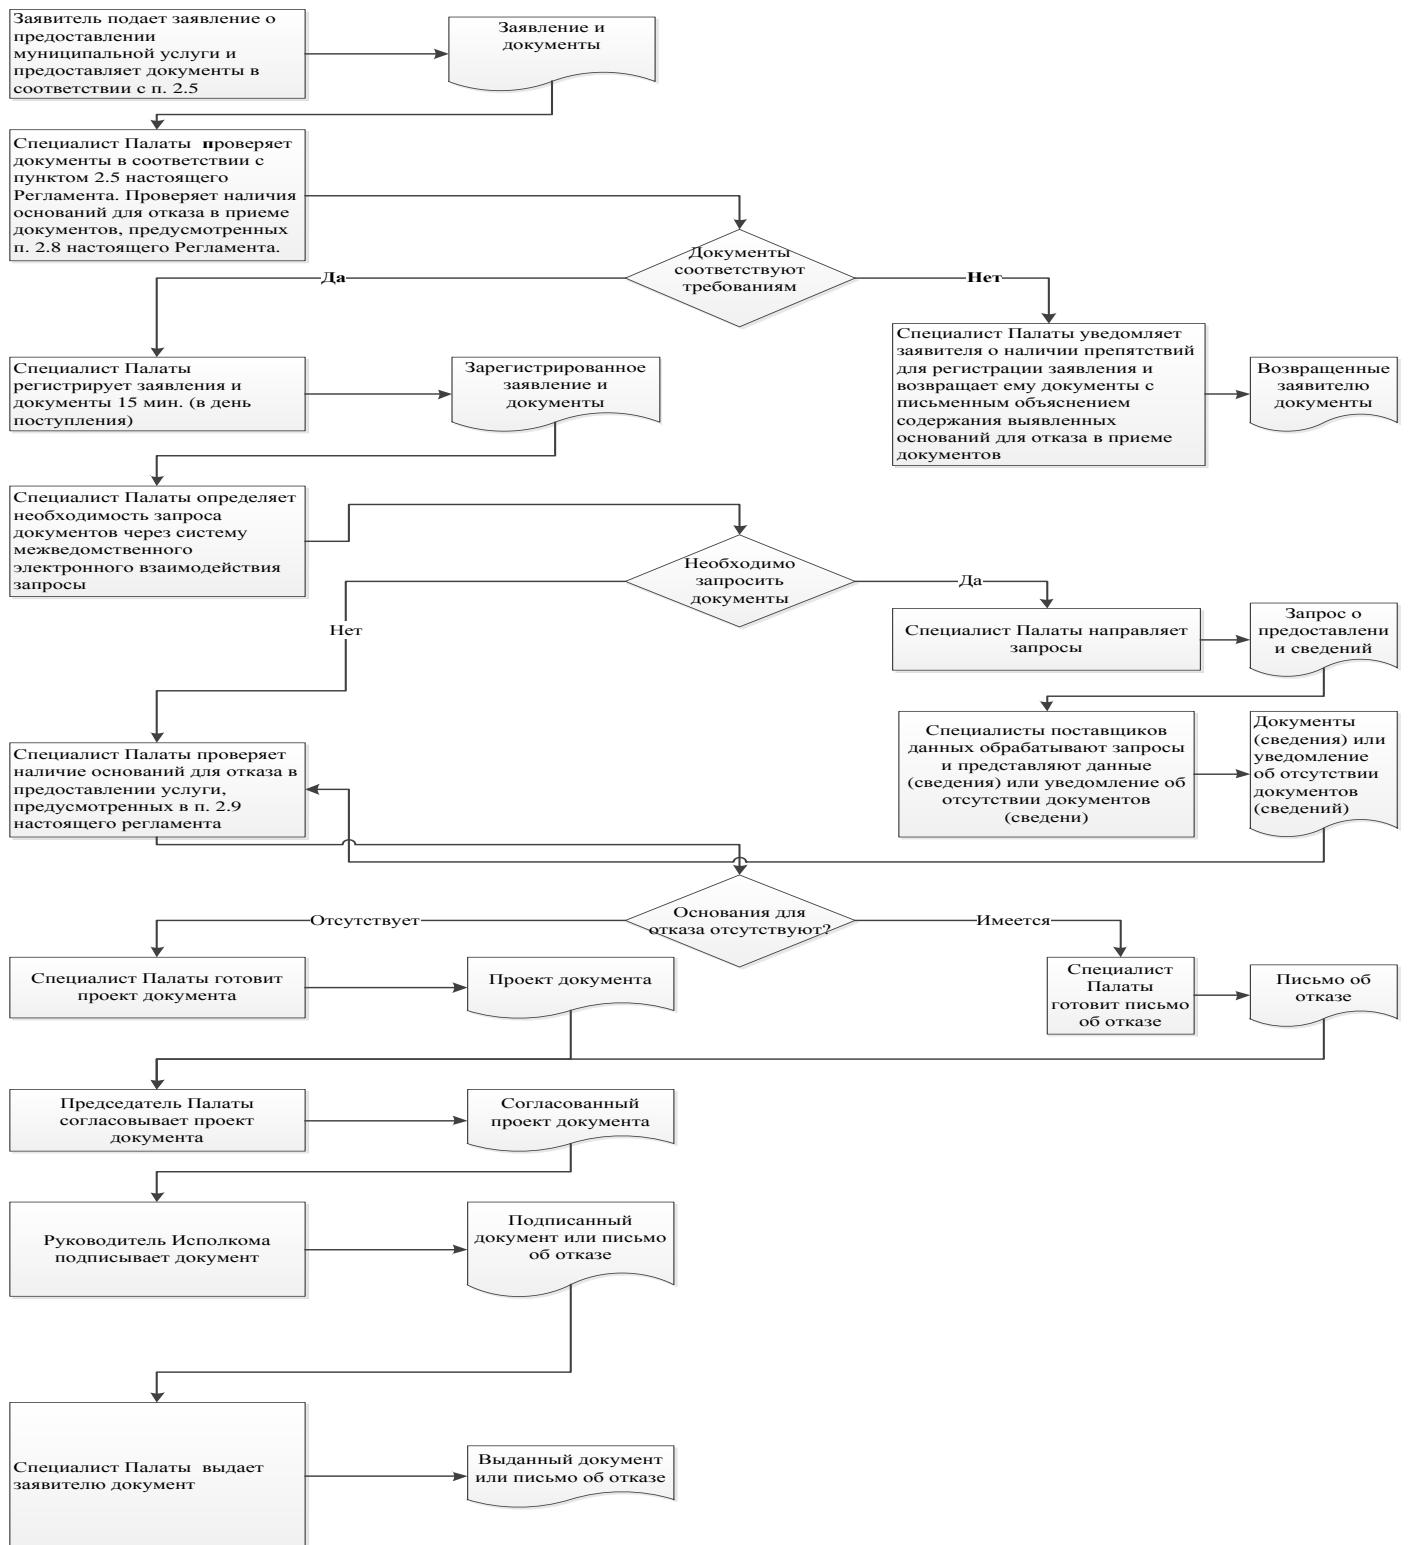 Заявитель подает заявление о
предоставлении
муниципальной услуги и
предоставляет документы в
соответствии с п. 2.5
Заявление и
документы
Специалист Палаты проверяет
документы в соответствии с
пунктом 2.5 настоящего
Регламента. Проверяет наличия
оснований для отказа в приеме
документов, предусмотренных
п. 2.8 настоящего Регламента.
Документы
соответствуют
требованиям
Да
Нет
Специалист Палаты
регистрирует заявления и
документы 15 мин. (в день
поступления)
Зарегистрированное
заявление и
документы
Специалист Палаты уведомляет
заявителя о наличии препятствий
для регистрации заявления и
возвращает ему документы с
письменным объяснением
содержания выявленных
оснований для отказа в приеме
документов
Возвращенные
заявителю
документы
Специалист Палаты определяет
необходимость запроса
документов через систему
межведомственного
электронного взаимодействия
запросы
Необходимо
запросить
документы
Да
Нет
Специалист Палаты направляет
запросы
Запрос о
предоставлени
и сведений
Специалисты поставщиков
данных обрабатывают запросы
и представляют данные
(сведения) или уведомление об
отсутствии документов
(сведени)
Документы
(сведения) или
уведомление
об отсутствии
документов
(сведений)
Специалист Палаты проверяет
наличие оснований для отказа в
предоставлении услуги,
предусмотренных в п. 2.9
настоящего регламента
Основания для
отказа отсутствуют?
Отсутствует
Имеется
Специалист Палаты готовит
проект документа
Проект документа
Специалист
Палаты
готовит письмо
об отказе
Письмо об
отказе
Председатель Палаты
согласовывает проект
документа
Согласованный
проект документа
Руководитель Исполкома
подписывает документ
Подписанный
документ или письмо
об отказе
Специалист Палаты выдает
заявителю документ
Выданный документ
или письмо об отказе